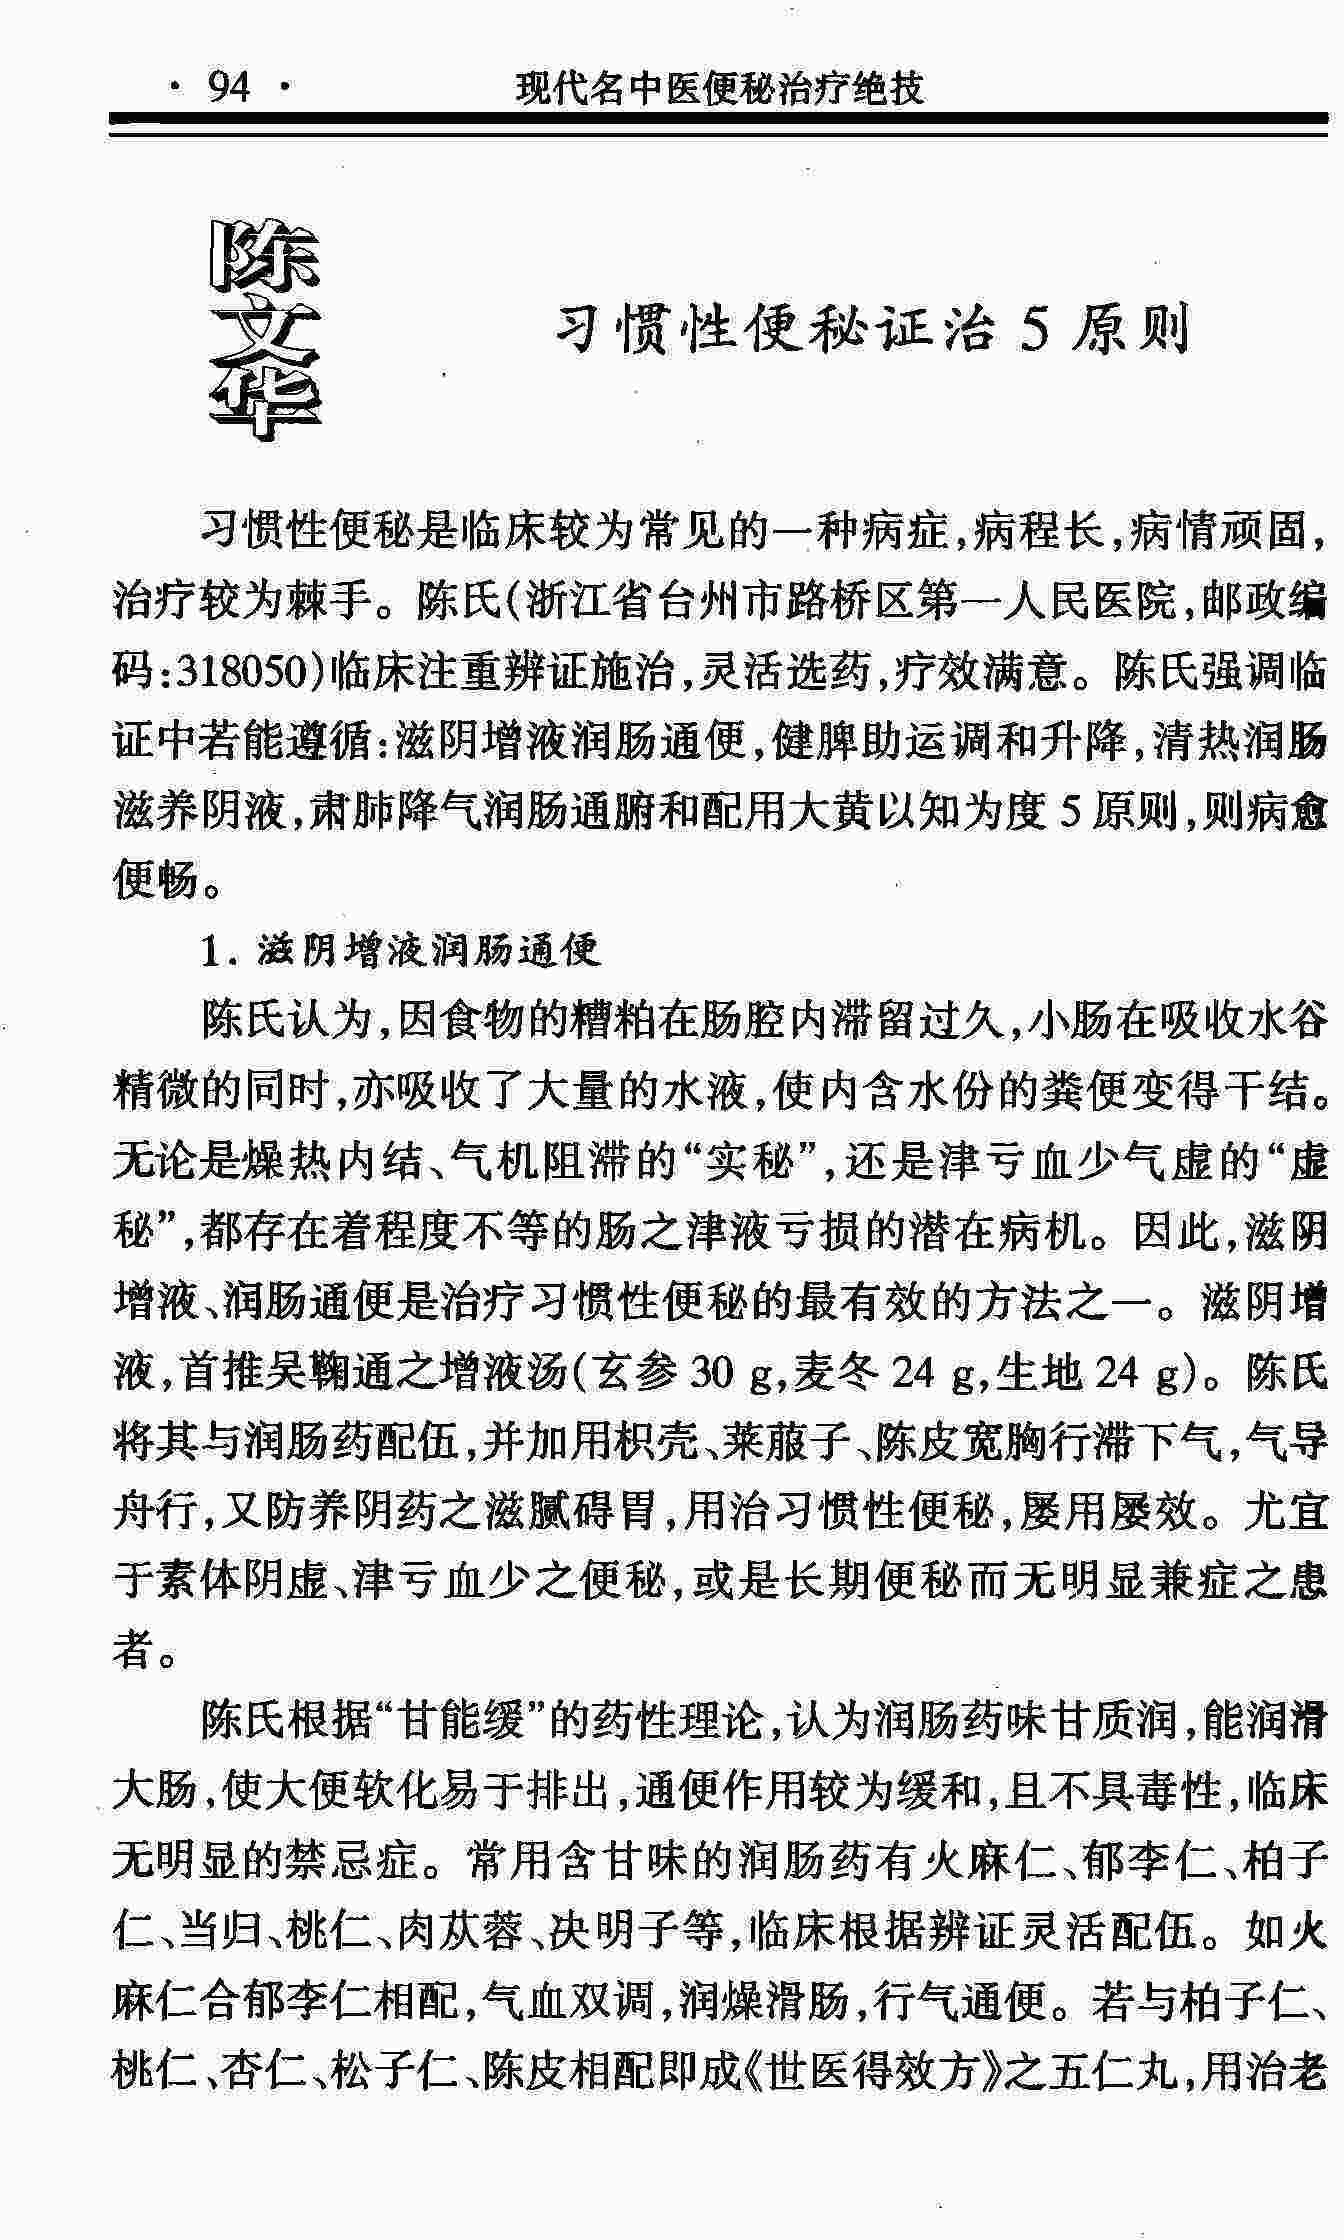 · 94 ·
现代名中医便秘治疗绝技
陈文华
习惯性便秘证治 5 原则
习惯性便秘是临床较为常见的一种病症,病程长,病情顽固,
治疗较为棘手。陈氏(浙江省台州市路桥区第一人民医院,邮政编
码:318050)临床注重辨证施治,灵活选药,疗效满意。陈氏强调临
证中若能遵循:滋阴增液润肠通便,健脾助运调和升降,清热润肠
滋养阴液,肃肺降气润肠通腑和配用大黄以知为度 5 原则,则病愈
便畅。
1. 滋阴增液润肠通便
陈氏认为,因食物的糟粕在肠腔内滞留过久,小肠在吸收水谷
精微的同时,亦吸收了大量的水液,使内含水份的粪便变得干结。
无论是燥热内结、气机阻滞的“实秘”,还是津亏血少气虚的“虚
秘”,都存在着程度不等的肠之津液亏损的潜在病机。因此,滋阴
增液、润肠通便是治疗习惯性便秘的最有效的方法之一。滋阴增
液,首推吴鞠通之增液汤(玄参 30 g,麦冬 24 g,生地 24 g)。陈氏
将其与润肠药配伍,并加用枳壳、莱菔子、陈皮宽胸行滞下气,气导
舟行,又防养阴药之滋腻碍胃,用治习惯性便秘,屡用屡效。尤宜
于素体阴虚、津亏血少之便秘,或是长期便秘而无明显兼症之患
者。
陈氏根据“甘能缓”的药性理论,认为润肠药味甘质润,能润滑
大肠,使大便软化易于排出,通便作用较为缓和,且不具毒性,临床
无明显的禁忌症。常用含甘味的润肠药有火麻仁、郁李仁、柏子
仁、当归、桃仁、肉苁蓉、决明子等,临床根据辨证灵活配伍。如火
麻仁合郁李仁相配,气血双调,润燥滑肠,行气通便。若与柏子仁、
桃仁、杏仁、松子仁、陈皮相配即成《世医得效方》之五仁丸,用治老